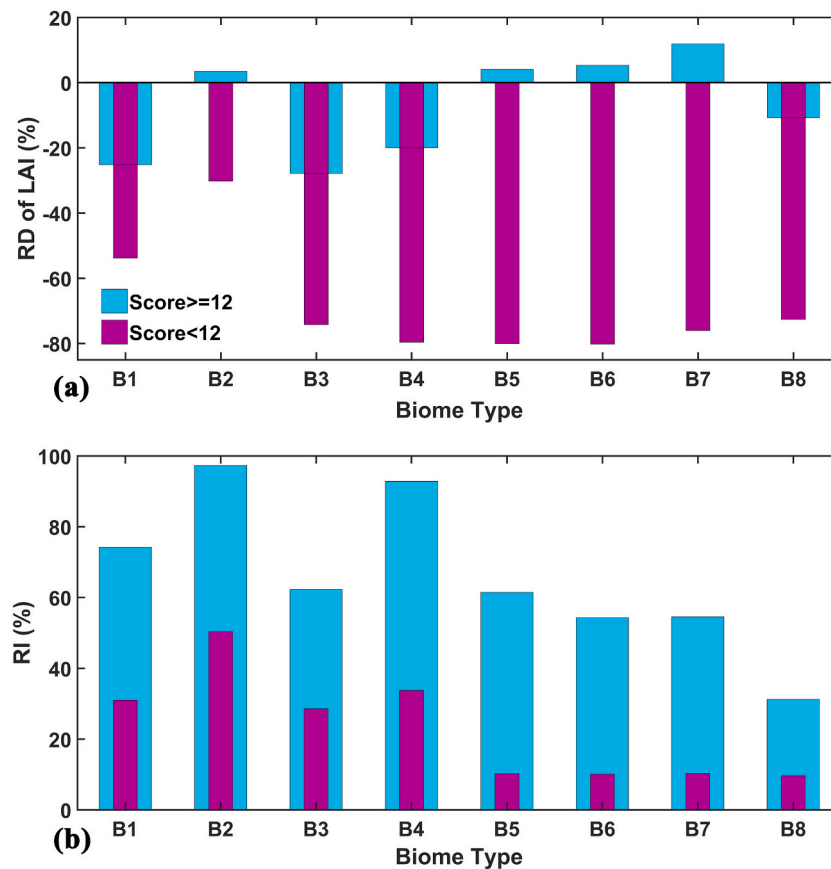 20
0
-20
-40
-60
-80
RD of LAI (%)
Score>=12
Score<12
B1 B2 B3 B4 B5 B6 B7 B8
(a)
Biome Type
100
80
60
40
20
0
RI (%)
B1 B2 B3 B4 B5 B6 B7 B8
(b)
Biome Type